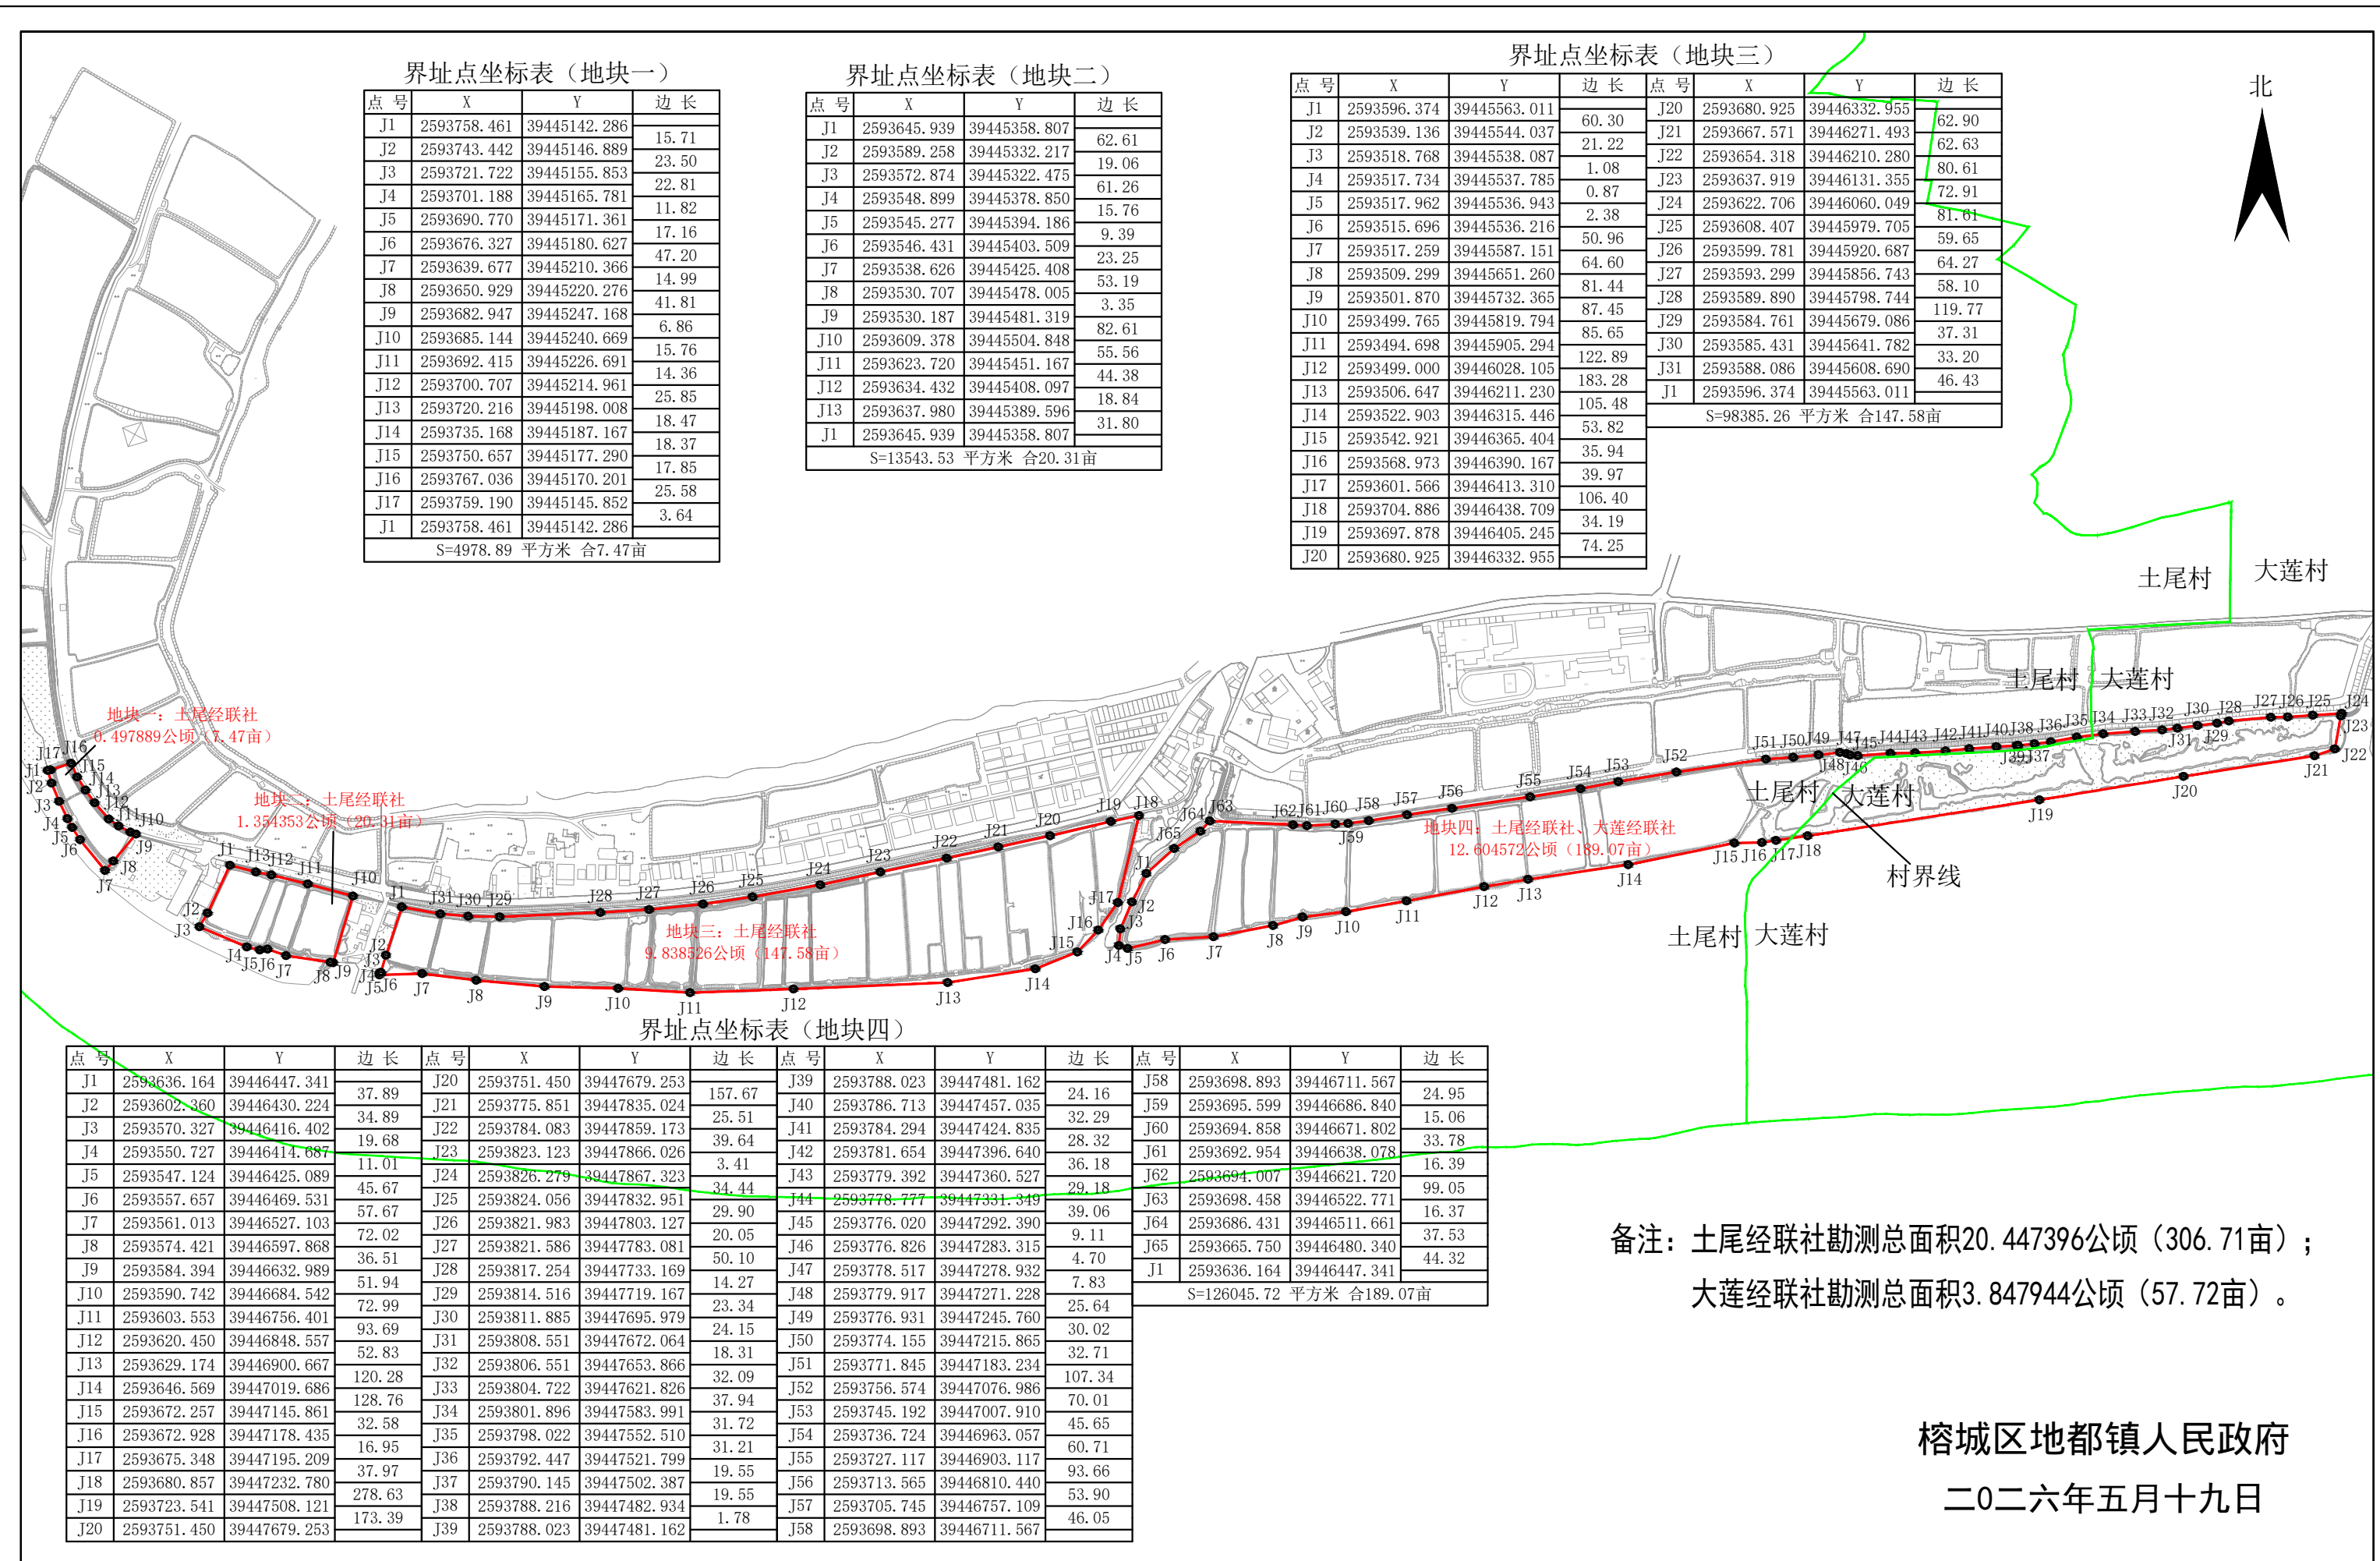 界址点坐标表（地块一）
点 号 X Y 边 长
J1 2593758.461 39445142.286
15.71
J2 2593743.442 39445146.889
23.50
J3 2593721.722 39445155.853
22.81
J4 2593701.188 39445165.781
11.82
J5 2593690.770 39445171.361
17.16
J6 2593676.327 39445180.627
47.20
J7 2593639.677 39445210.366
14.99
J8 2593650.929 39445220.276
41.81
J9 2593682.947 39445247.168
6.86
J10 2593685.144 39445240.669
15.76
J11 2593692.415 39445226.691
14.36
J12 2593700.707 39445214.961
25.85
J13 2593720.216 39445198.008
18.47
J14 2593735.168 39445187.167
18.37
J15 2593750.657 39445177.290
17.85
J16 2593767.036 39445170.201
25.58
J17 2593759.190 39445145.852
3.64
J1 2593758.461 39445142.286
S=4978.89 平方米 合7.47亩
界址点坐标表（地块二）
点 号 X Y 边 长
J1 2593645.939 39445358.807
62.61
J2 2593589.258 39445332.217
19.06
J3 2593572.874 39445322.475
61.26
J4 2593548.899 39445378.850
15.76
J5 2593545.277 39445394.186
9.39
J6 2593546.431 39445403.509
23.25
J7 2593538.626 39445425.408
53.19
J8 2593530.707 39445478.005
3.35
J9 2593530.187 39445481.319
82.61
J10 2593609.378 39445504.848
55.56
J11 2593623.720 39445451.167
44.38
J12 2593634.432 39445408.097
18.84
J13 2593637.980 39445389.596
31.80
J1 2593645.939 39445358.807
S=13543.53 平方米 合20.31亩
界址点坐标表（地块三）
点 号 X Y 边 长
J1 2593596.374 39445563.011
60.30
J2 2593539.136 39445544.037
21.22
J3 2593518.768 39445538.087
1.08
J4 2593517.734 39445537.785
0.87
J5 2593517.962 39445536.943
2.38
J6 2593515.696 39445536.216
50.96
J7 2593517.259 39445587.151
64.60
J8 2593509.299 39445651.260
81.44
J9 2593501.870 39445732.365
87.45
J10 2593499.765 39445819.794
85.65
J11 2593494.698 39445905.294
122.89
J12 2593499.000 39446028.105
183.28
J13 2593506.647 39446211.230
105.48
J14 2593522.903 39446315.446
53.82
J15 2593542.921 39446365.404
35.94
J16 2593568.973 39446390.167
39.97
J17 2593601.566 39446413.310
106.40
J18 2593704.886 39446438.709
34.19
J19 2593697.878 39446405.245
74.25
J20 2593680.925 39446332.955
点 号 X Y 边 长
J20 2593680.925 39446332.955
62.90
J21 2593667.571 39446271.493
62.63
J22 2593654.318 39446210.280
80.61
J23 2593637.919 39446131.355
72.91
J24 2593622.706 39446060.049
81.61
J25 2593608.407 39445979.705
59.65
J26 2593599.781 39445920.687
64.27
J27 2593593.299 39445856.743
58.10
J28 2593589.890 39445798.744
119.77
J29 2593584.761 39445679.086
37.31
J30 2593585.431 39445641.782
33.20
J31 2593588.086 39445608.690
46.43
J1 2593596.374 39445563.011
S=98385.26 平方米 合147.58亩
北
土尾村 大莲村
土尾村 大莲村
土尾村 大莲村
村界线
土尾村 大莲村
地块一：土尾经联社
0.497889公顷（7.47亩）
地块二：土尾经联社
1.354353公顷（20.31亩）
地块三：土尾经联社
9.838526公顷（147.58亩）
地块四：土尾经联社、大莲经联社
12.604572公顷（189.07亩）
界址点坐标表（地块四）
点 号 X Y 边 长
J1 2593636.164 39446447.341
37.89
J2 2593602.360 39446430.224
34.89
J3 2593570.327 39446416.402
19.68
J4 2593550.727 39446414.687
11.01
J5 2593547.124 39446425.089
45.67
J6 2593557.657 39446469.531
57.67
J7 2593561.013 39446527.103
72.02
J8 2593574.421 39446597.868
36.51
J9 2593584.394 39446632.989
51.94
J10 2593590.742 39446684.542
72.99
J11 2593603.553 39446756.401
93.69
J12 2593620.450 39446848.557
52.83
J13 2593629.174 39446900.667
120.28
J14 2593646.569 39447019.686
128.76
J15 2593672.257 39447145.861
32.58
J16 2593672.928 39447178.435
16.95
J17 2593675.348 39447195.209
37.97
J18 2593680.857 39447232.780
278.63
J19 2593723.541 39447508.121
173.39
J20 2593751.450 39447679.253
点 号 X Y 边 长
J20 2593751.450 39447679.253
157.67
J21 2593775.851 39447835.024
25.51
J22 2593784.083 39447859.173
39.64
J23 2593823.123 39447866.026
3.41
J24 2593826.279 39447867.323
34.44
J25 2593824.056 39447832.951
29.90
J26 2593821.983 39447803.127
20.05
J27 2593821.586 39447783.081
50.10
J28 2593817.254 39447733.169
14.27
J29 2593814.516 39447719.167
23.34
J30 2593811.885 39447695.979
24.15
J31 2593808.551 39447672.064
18.31
J32 2593806.551 39447653.866
32.09
J33 2593804.722 39447621.826
37.94
J34 2593801.896 39447583.991
31.72
J35 2593798.022 39447552.510
31.21
J36 2593792.447 39447521.799
19.55
J37 2593790.145 39447502.387
19.55
J38 2593788.216 39447482.934
1.78
J39 2593788.023 39447481.162
点 号 X Y 边 长
J39 2593788.023 39447481.162
24.16
J40 2593786.713 39447457.035
32.29
J41 2593784.294 39447424.835
28.32
J42 2593781.654 39447396.640
36.18
J43 2593779.392 39447360.527
29.18
J44 2593778.777 39447331.349
39.06
J45 2593776.020 39447292.390
9.11
J46 2593776.826 39447283.315
4.70
J47 2593778.517 39447278.932
7.83
J48 2593779.917 39447271.228
25.64
J49 2593776.931 39447245.760
30.02
J50 2593774.155 39447215.865
32.71
J51 2593771.845 39447183.234
107.34
J52 2593756.574 39447076.986
70.01
J53 2593745.192 39447007.910
45.65
J54 2593736.724 39446963.057
60.71
J55 2593727.117 39446903.117
93.66
J56 2593713.565 39446810.440
53.90
J57 2593705.745 39446757.109
46.05
J58 2593698.893 39446711.567
点 号 X Y 边 长
J58 2593698.893 39446711.567
24.95
J59 2593695.599 39446686.840
15.06
J60 2593694.858 39446671.802
33.78
J61 2593692.954 39446638.078
16.39
J62 2593694.007 39446621.720
99.05
J63 2593698.458 39446522.771
16.37
J64 2593686.431 39446511.661
37.53
J65 2593665.750 39446480.340
44.32
J1 2593636.164 39446447.341
S=126045.72 平方米 合189.07亩
备注：土尾经联社勘测总面积20.447396公顷（306.71亩）；
大莲经联社勘测总面积3.847944公顷（57.72亩）。
榕城区地都镇人民政府
二0二六年五月十九日